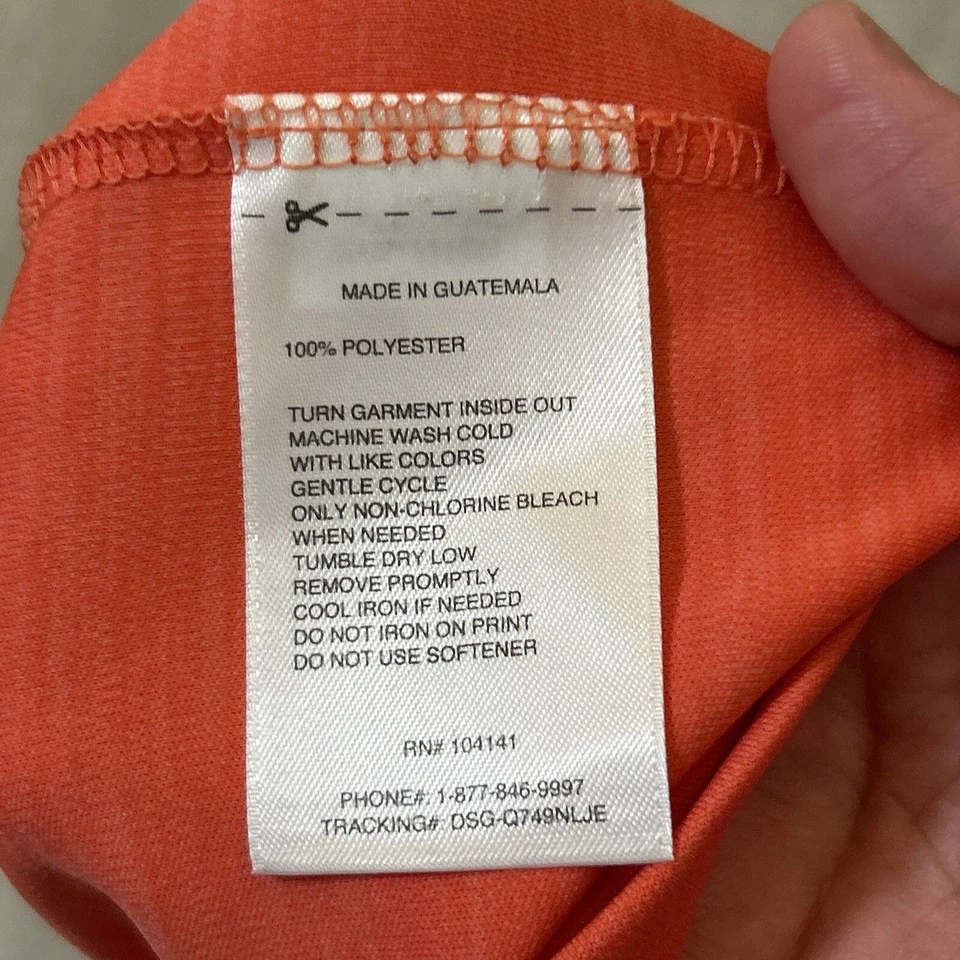 MADE IN GUATEMALA
100% POLYESTER
TURN GARMENT INSIDE OUT
MACHINE WASH COLD
WITH LIKE COLORS
GENTLE CYCLE
ONLY NON-CHLORINE BLEACH
WHEN NEEDED
TUMBLE DRY LOW
REMOVE PROMPTLY
COOL IRON IF NEEDED
DO NOT IRON ON PRINT
DO NOT USE SOFTENER
RN# 104141
PHONE#: 1-877-846-9997
TRACKING#: DSG-Q749NLJE